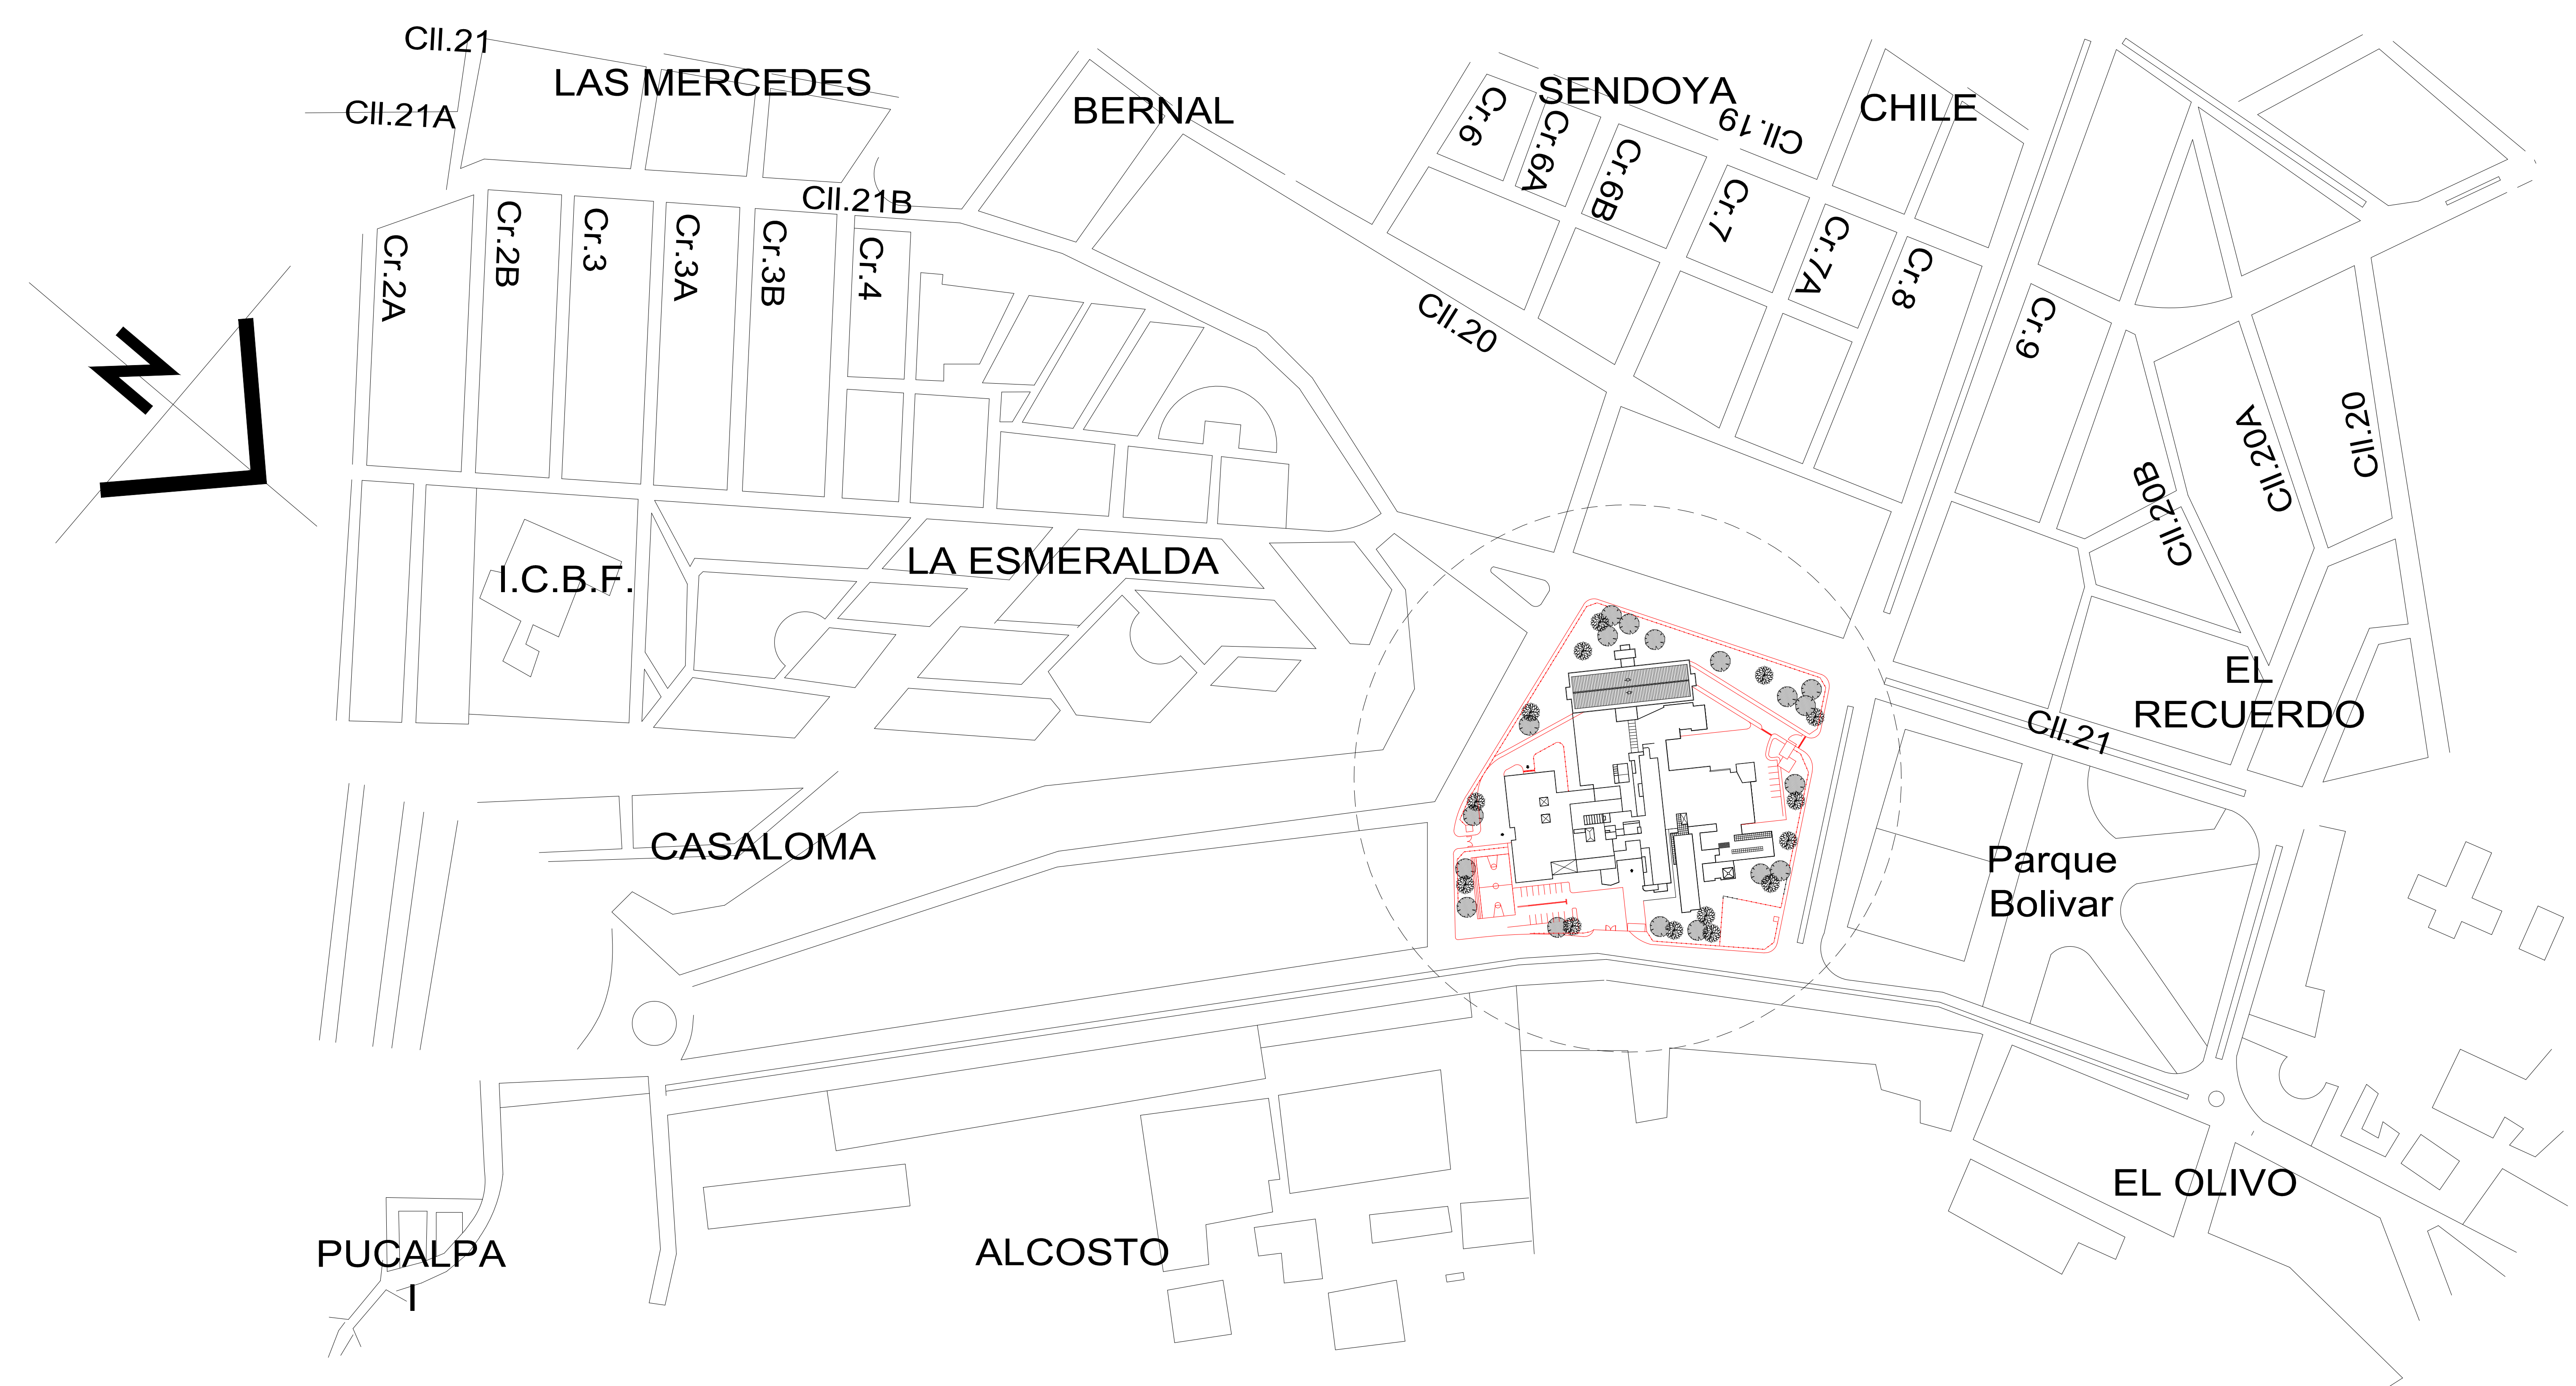 Cll.21
LAS MERCEDES
SENDOYA
BERNAL
CHILE
Cll.21A
Cll.19
Cr.6
Cr.6A
Cr.6B
Cr.7
Cr.7A
Cr.8
Cr.9
Cll.21B
Cr.2A
Cr.2B
Cr.3
Cr.3A
Cr.3B
Cr.4
N
Cll.20
Cll.20B
Cll.20A
Cll.20
I.C.B.F.
LA ESMERALDA
EL
RECUERDO
Cll.21
CASALOMA
Parque
Bolivar
EL OLIVO
PUCALPA
I
ALCOSTO